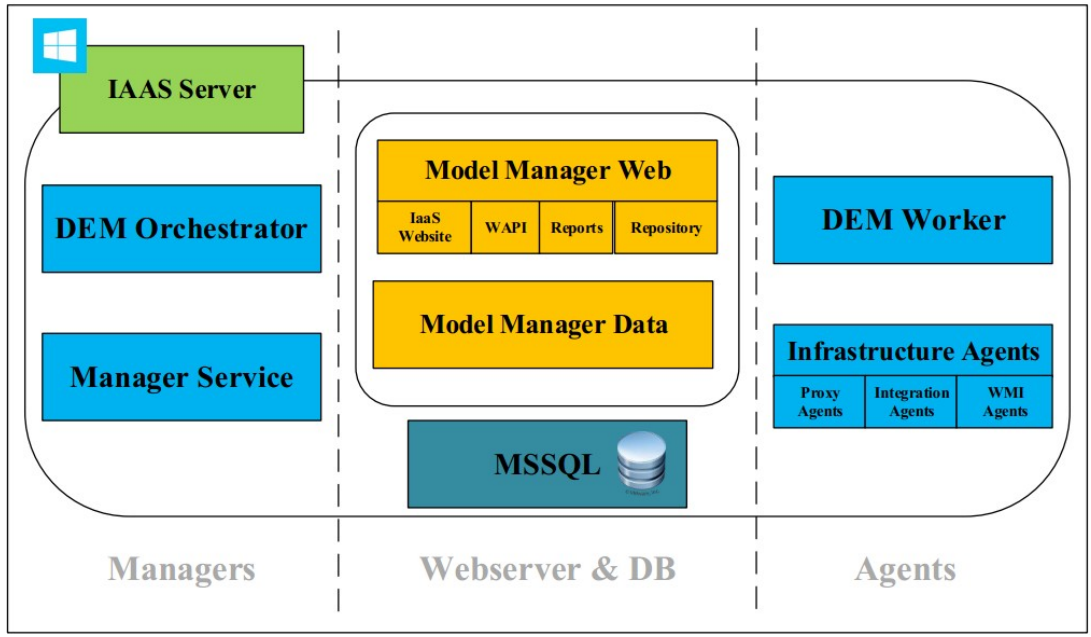 IAAS Server
DEM Orchestrator
Manager Service
Managers
Model Manager Web
IaaS
Website
WAPI
Reports
Repository
Model Manager Data
MSSQL
Webserver & DB
DEM Worker
Infrastructure Agents
Proxy
Agents
Integration
Agents
WMI
Agents
Agents